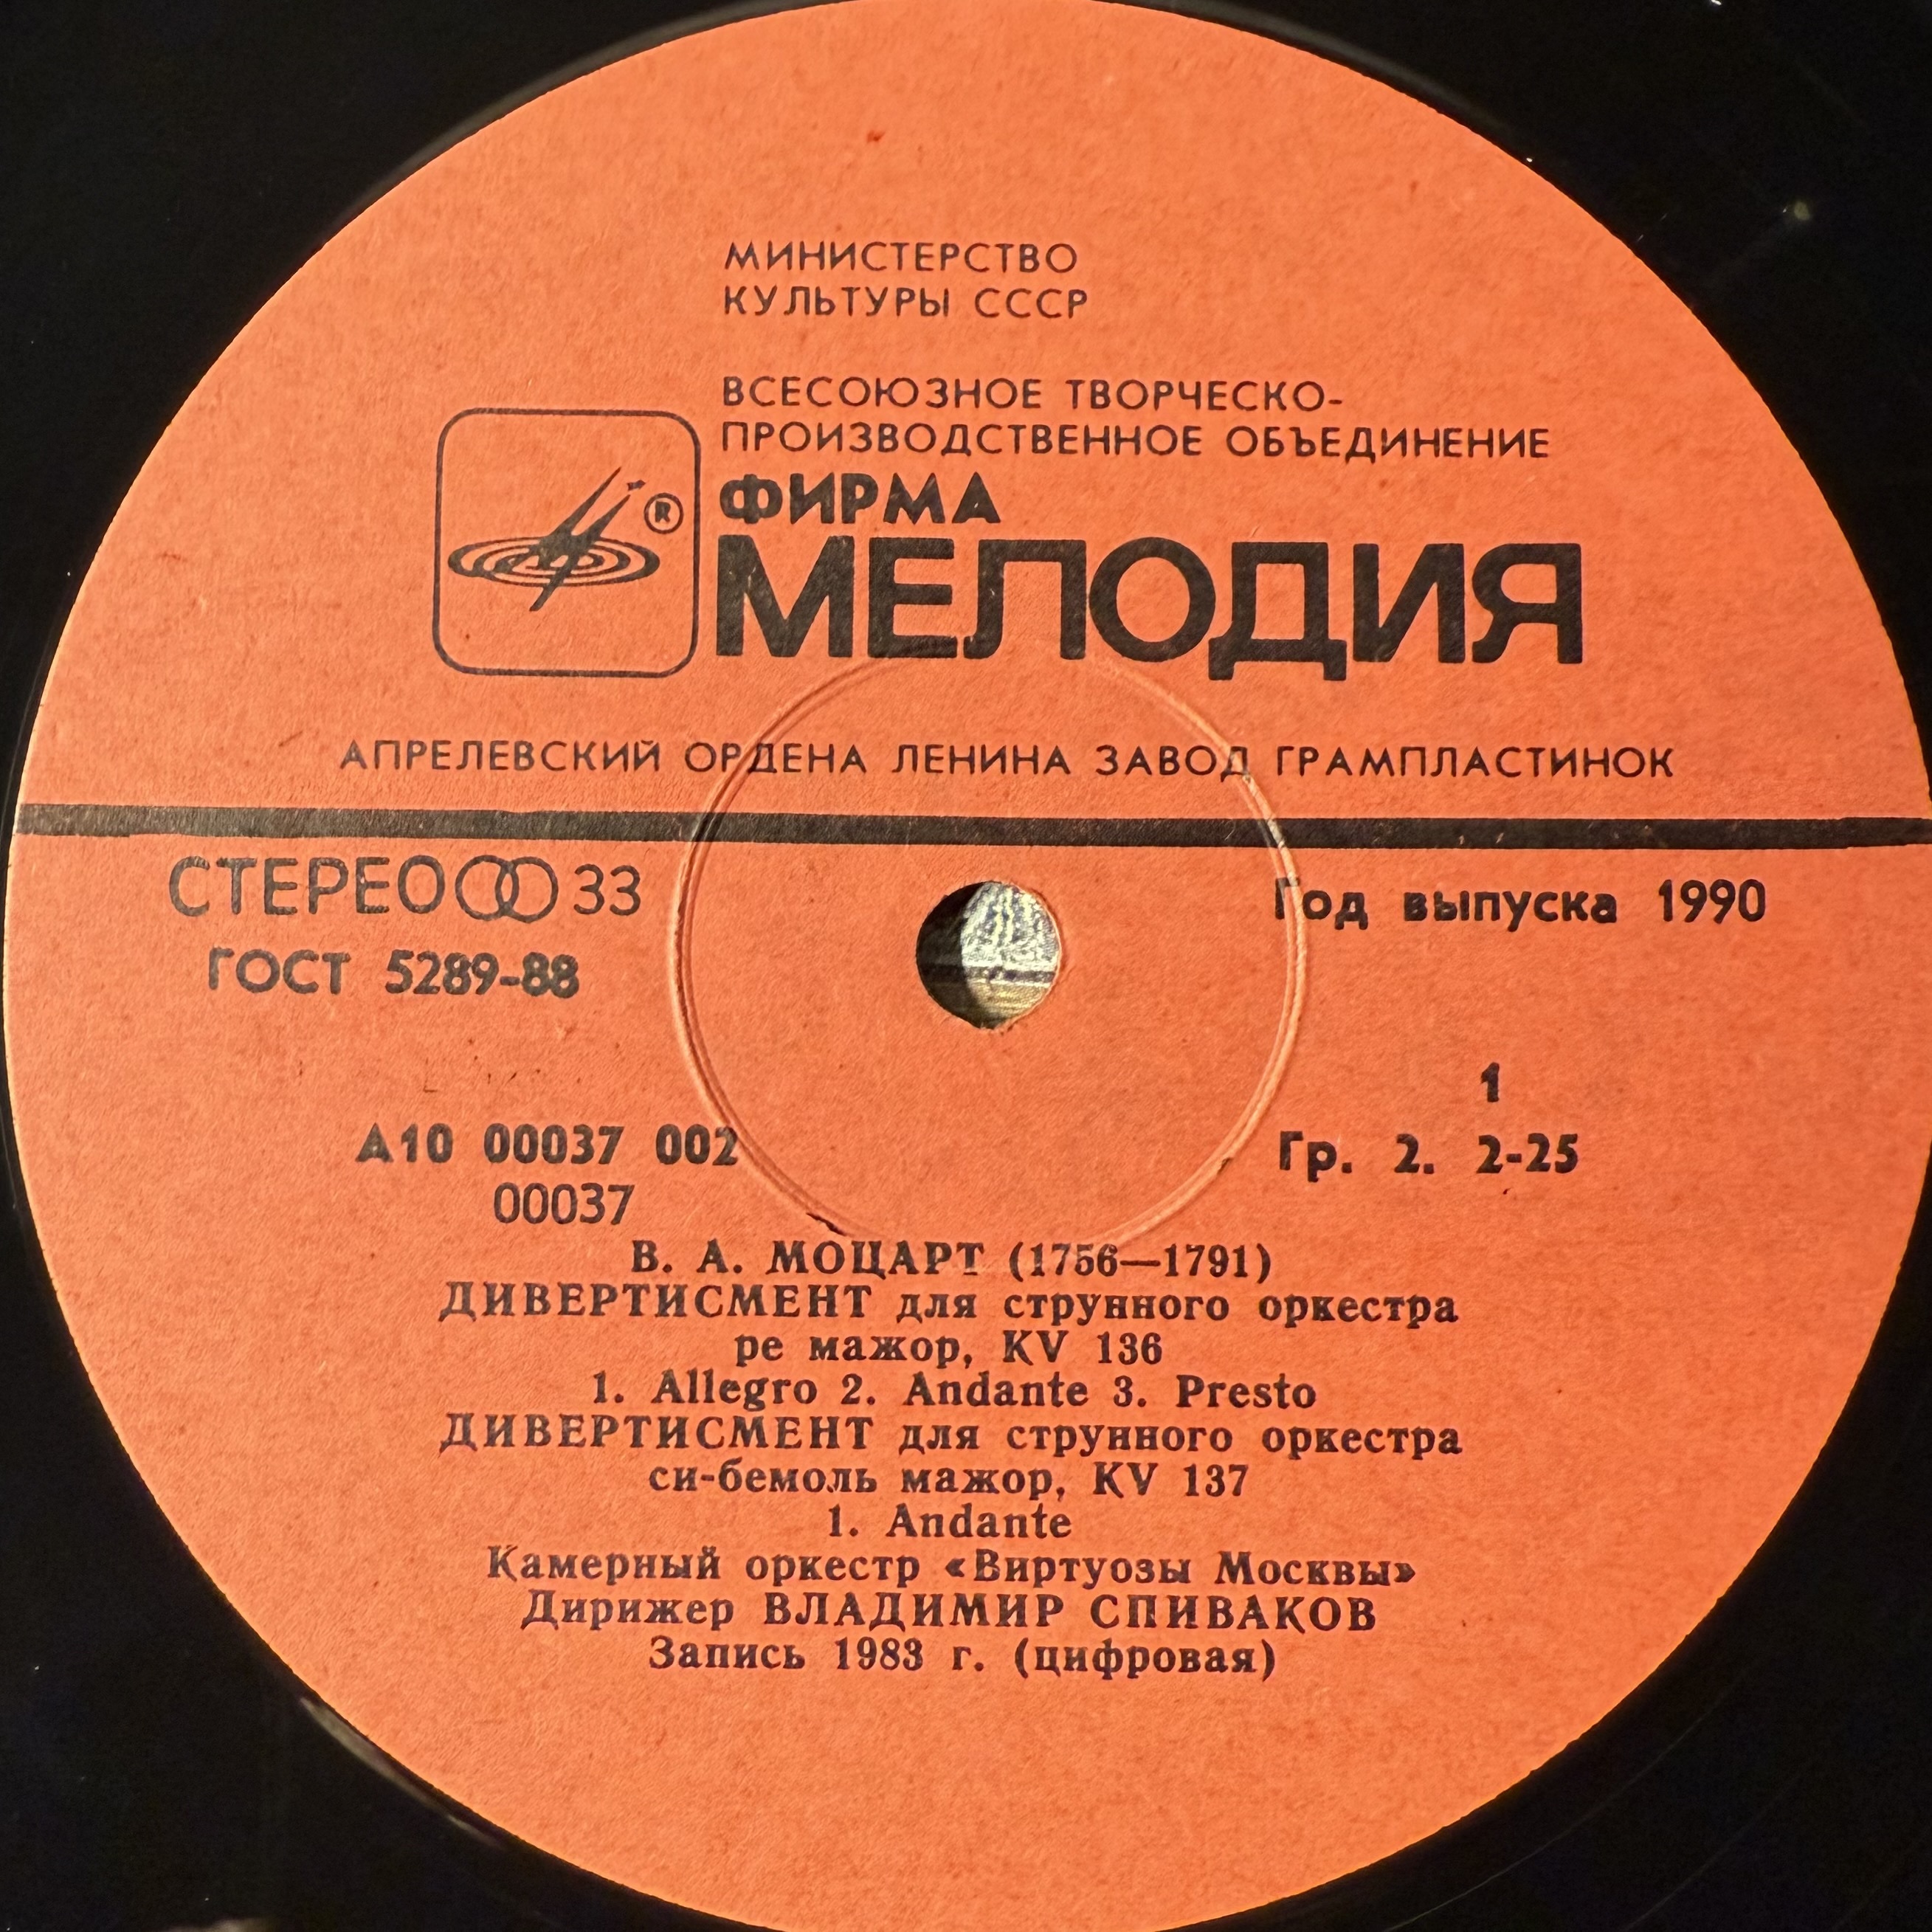 МИНИСТЕРСТВО
КУЛЬТУРЫ СССР
ВСЕСОЮЗНОЕ ТВОРЧЕСКО-
ПРОИЗВОДСТВЕННОЕ ОБЪЕДИНЕНИЕ
ФИРМА
®
МЕЛОДИЯ
АПРЕЛЕВСКИЙ ОРДЕНА ЛЕНИНА ЗАВОД ГРАМПЛАСТИНОК
СТЕРЕО 33
Год выпуска 1990
ГОСТ 5289-88
1
А10 00037 002
Гр. 2. 2-25
00037
В. А. МОЦАРТ (1756—1791)
ДИВЕРТИСМЕНТ для струнного оркестра
ре мажор, KV 136
1. Allegro 2. Andante 3. Presto
ДИВЕРТИСМЕНТ для струнного оркестра
си-бемоль мажор, KV 137
1. Andante
Камерный оркестр «Виртуозы Москвы»
Дирижер ВЛАДИМИР СПИВАКОВ
Запись 1983 г. (цифровая)